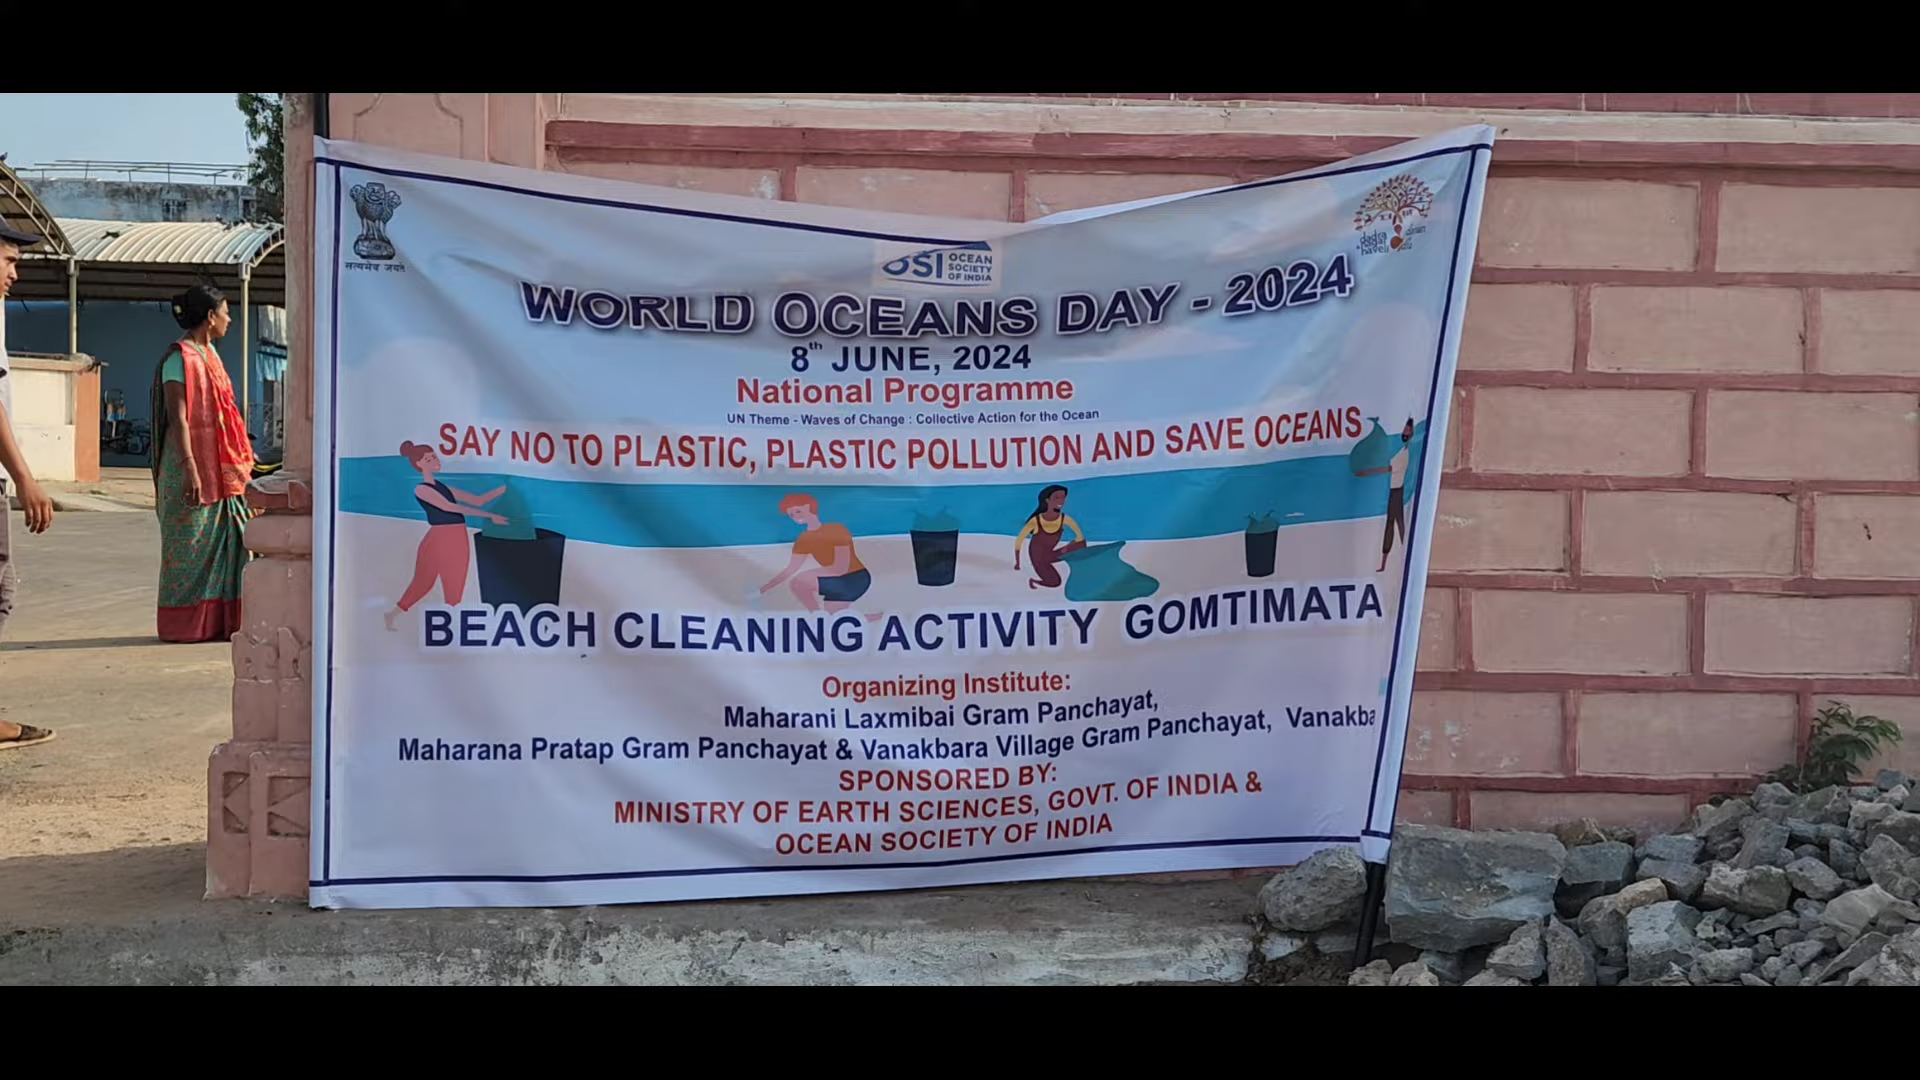 सत्यमेव जयते
OSI OCEAN
SOCIETY
OF INDIA
dadra
nagar
haveli
WORLD OCEANS DAY - 2024
8th JUNE, 2024
National Programme
UN Theme - Waves of Change : Collective Action for the Ocean
SAY NO TO PLASTIC, PLASTIC POLLUTION AND SAVE OCEANS
BEACH CLEANING ACTIVITY GOMTIMATA
Organizing Institute:
Maharani Laxmibai Gram Panchayat,
Maharana Pratap Gram Panchayat & Vanakbara Village Gram Panchayat, Vanakba
SPONSORED BY:
MINISTRY OF EARTH SCIENCES, GOVT. OF INDIA &
OCEAN SOCIETY OF INDIA